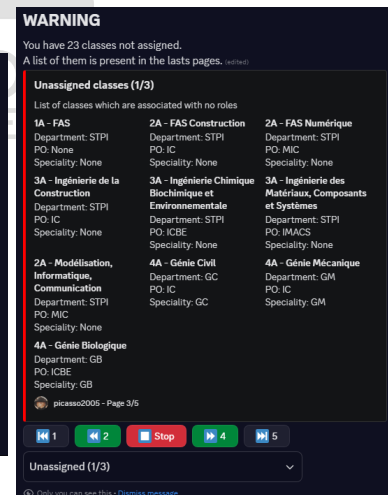 WARNING
You have 23 classes not assigned.
A list of them is present in the lasts pages. (edited)
Unassigned classes (1/3)
List of classes which are associated with no roles
1A - FAS
Department: STPI
PO: None
Speciality: None
2A - FAS Construction
Department: STPI
PO: IC
Speciality: None
2A - FAS Numérique
Department: STPI
PO: MIC
Speciality: None
3A - Ingénierie de la
Construction
Department: STPI
PO: IC
Speciality: None
3A - Ingénierie Chimique
Biochimique et
Environnementale
Department: STPI
PO: ICBE
Speciality: None
3A - Ingénierie des
Matériaux, Composants
et Systèmes
Department: STPI
PO: IMACS
Speciality: None
2A - Modélisation,
Informatique,
Communication
Department: STPI
PO: MIC
Speciality: None
4A - Génie Civil
Department: GC
PO: IC
Speciality: GC
4A - Génie Mécanique
Department: GM
PO: IC
Speciality: GM
4A - Génie Biologique
Department: GB
PO: ICBE
Speciality: GB
picasso2005 - Page 3/5
1
2
Stop
4
5
Unassigned (1/3)
Only you can see this • Dismiss message